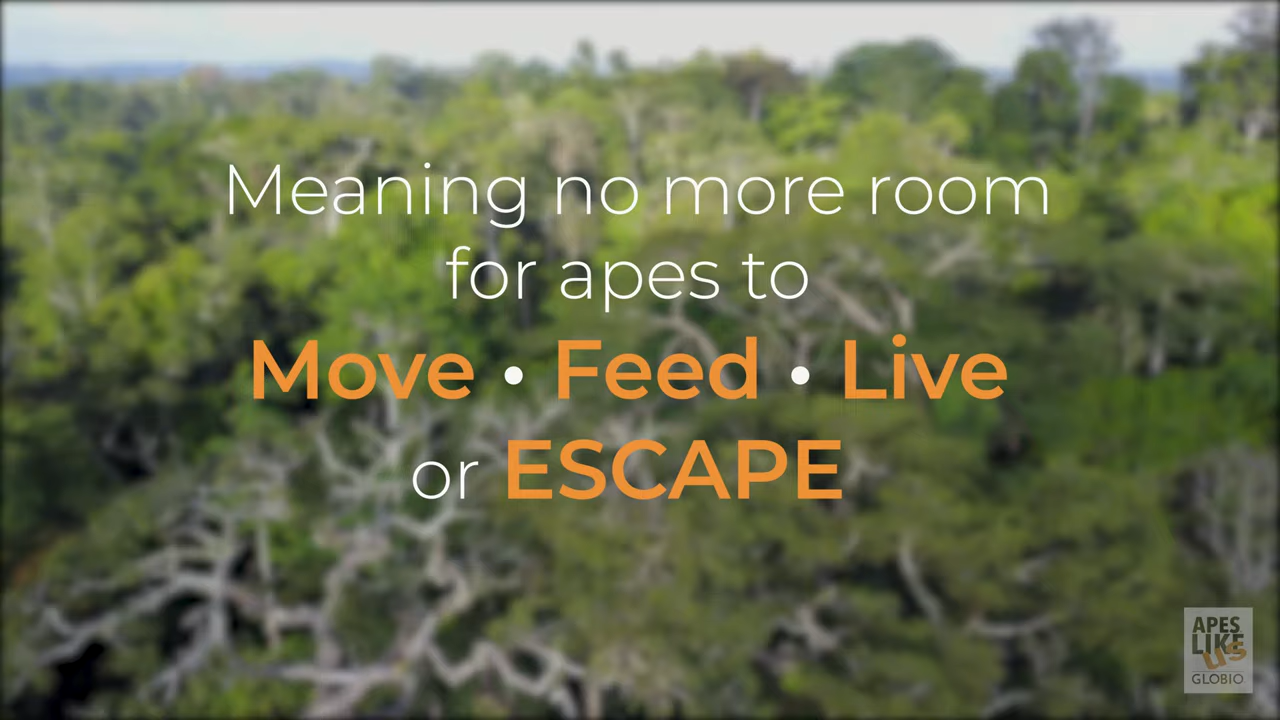 Meaning no more room
for apes to
Move • Feed • Live
or ESCAPE
APES
LIKE
us
GLOBIO